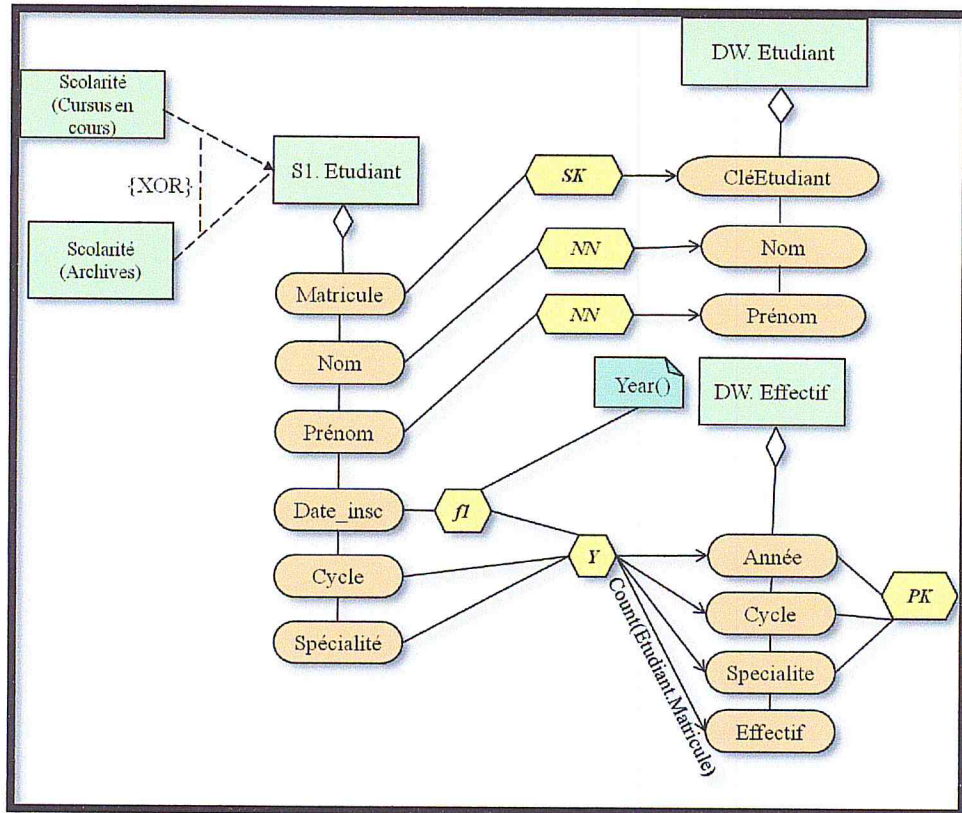 DW. Etudiant
Scolarité
(Cursus en
cours)
S1. Etudiant
{XOR}
SK
CléEtudiant
Scolarité
(Archives)
NN
Nom
Matricule
NN
Prénom
Nom
Year()
DW. Effectif
Prénom
Date_insc
f1
Y
Année
Cycle
PK
Cycle
Count(Etudiant.Matricule)
Spécialité
Specialite
Effectif